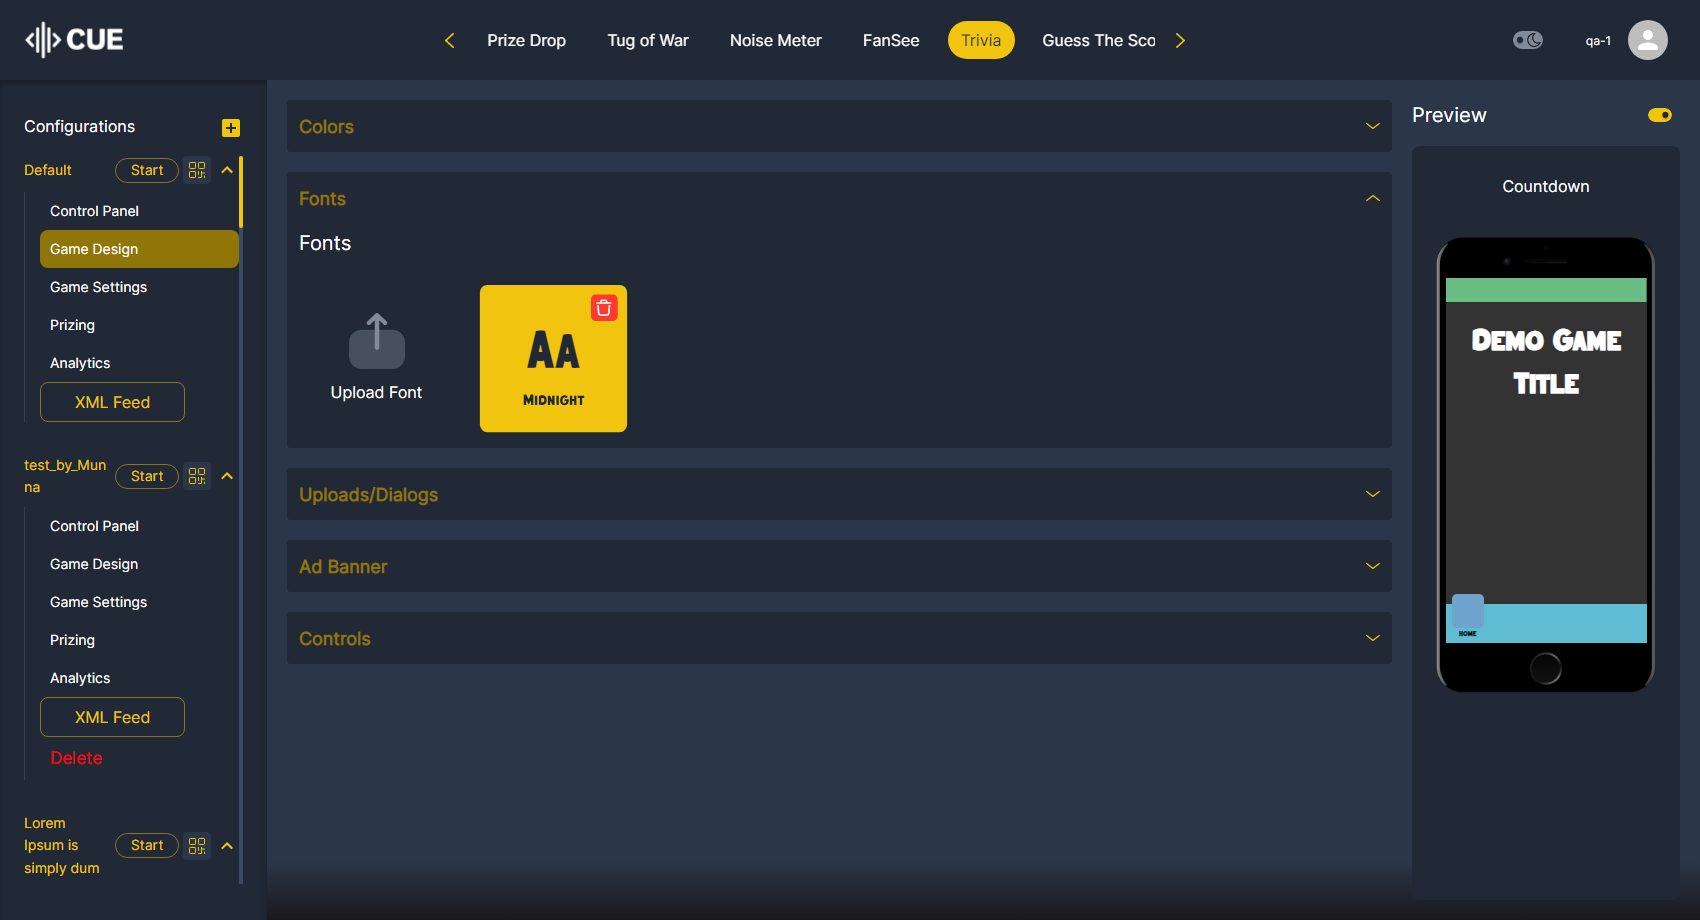 CUE
Prize Drop
Tug of War
Noise Meter
FanSee
Trivia
Guess The Sco
qa-1
Configurations
Default
Start
Control Panel
Game Design
Game Settings
Prizing
Analytics
XML Feed
test_by_Mun
na
Start
Control Panel
Game Design
Game Settings
Prizing
Analytics
XML Feed
Delete
Lorem
Ipsum is
simply dum
Start
Colors
Fonts
Fonts
Upload Font
AA
MIDNIGHT
Uploads/Dialogs
Ad Banner
Controls
Preview
Countdown
DEMO GAME
TITLE
HOME